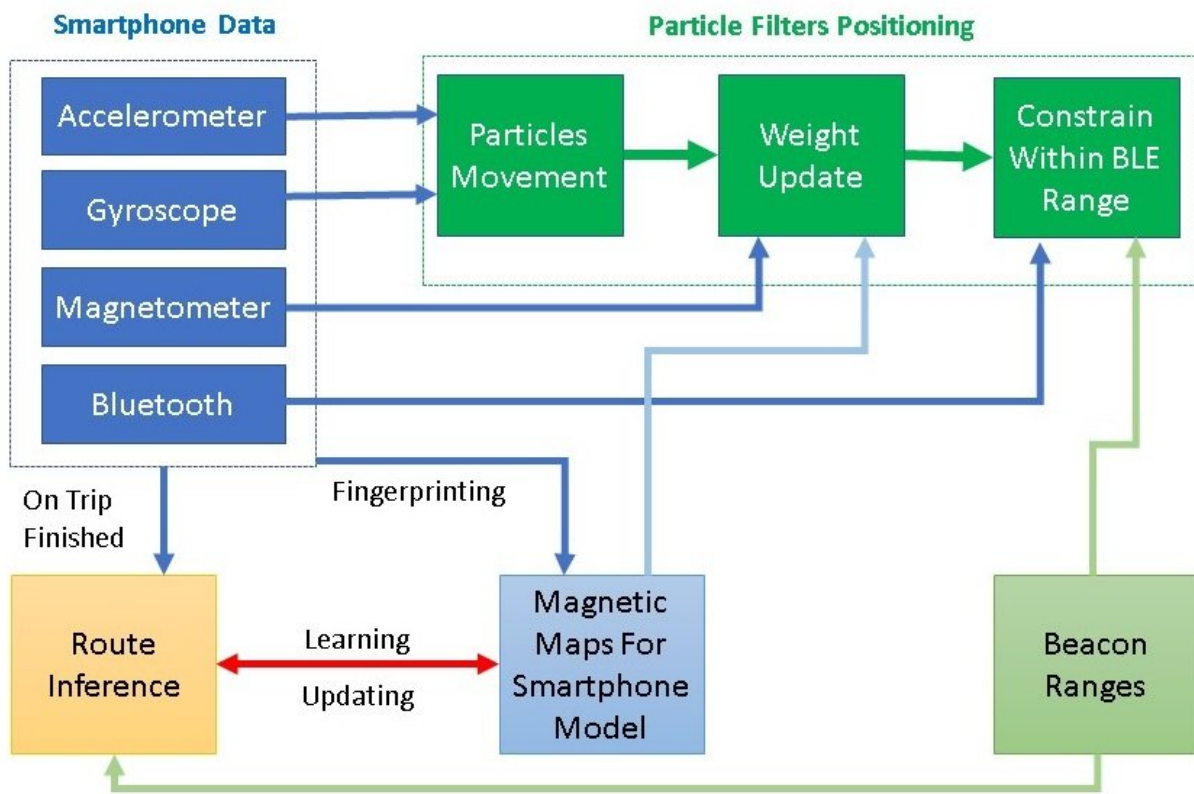 Smartphone Data
Particle Filters Positioning
Accelerometer
Gyroscope
Magnetometer
Bluetooth
Particles
Movement
Weight
Update
Constrain
Within BLE
Range
On Trip
Finished
Fingerprinting
Route
Inference
Learning
Updating
Magnetic
Maps For
Smartphone
Model
Beacon
Ranges